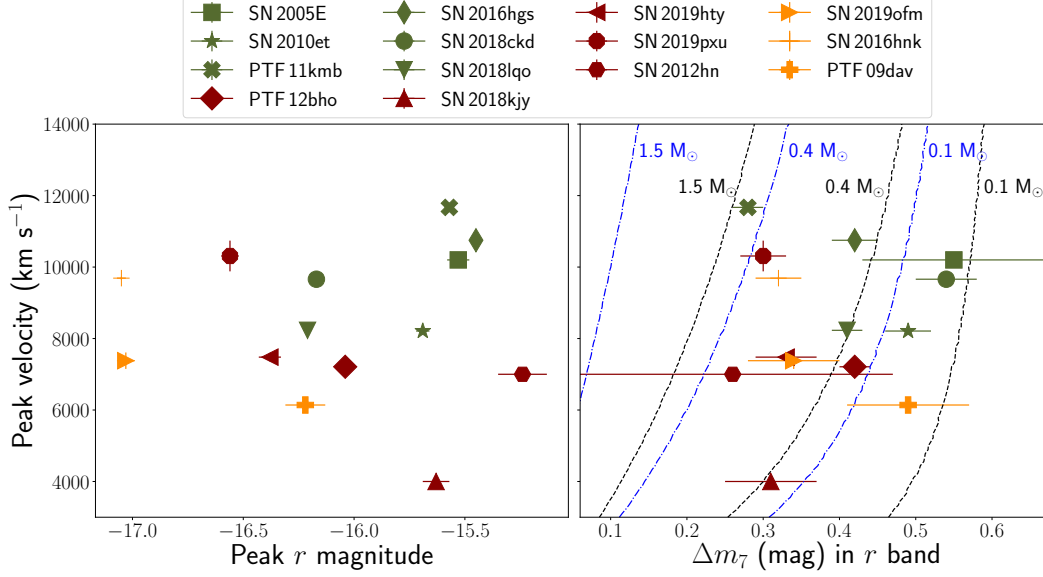 SN 2005E SN 2016hgs SN 2019hty SN 2019ofm
SN 2010et SN 2018ckd SN 2019pxu SN 2016hnk
PTF 11kmb SN 2018lqo SN 2012hn PTF 09dav
PTF 12bho SN 2018kjy
14000
12000
10000
8000
6000
4000
Peak velocity (km s⁻¹)
−17.0 −16.5 −16.0 −15.5
Peak r magnitude
1.5 M☉ 0.4 M☉ 0.1 M☉
1.5 M☉ 0.4 M☉ 0.1 M☉
0.1 0.2 0.3 0.4 0.5 0.6
Δm₇ (mag) in r band